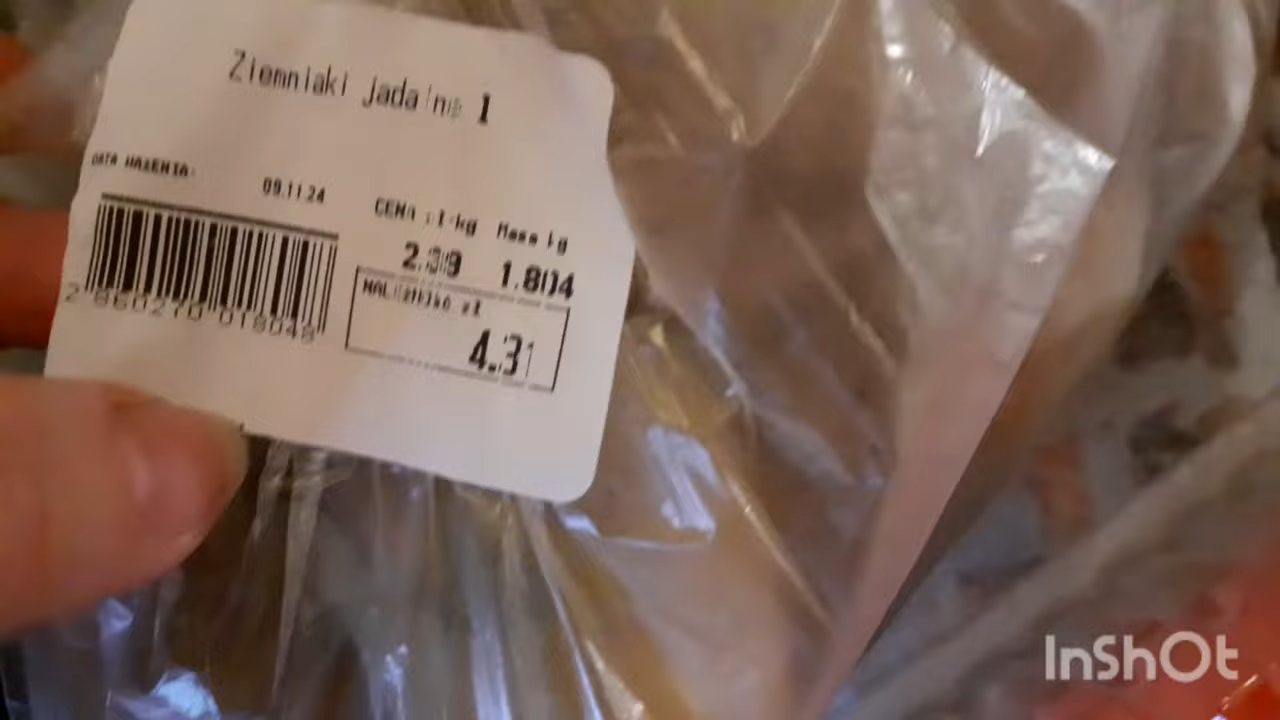 Ziemniaki jadalne 1
DATA WAŻENIA:
09.11.24
CENA zł/kg Masa kg
2.39 1.804
NALEŻNOŚĆ zł
4.31
2 860270 018048
InShOt